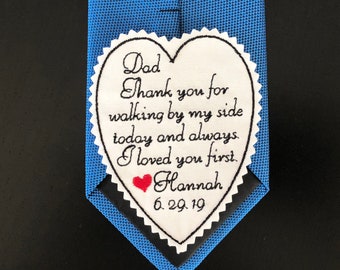 Dad
Thank you for
walking by my side
today and always.
I loved you first.
Hannah
6.29.19